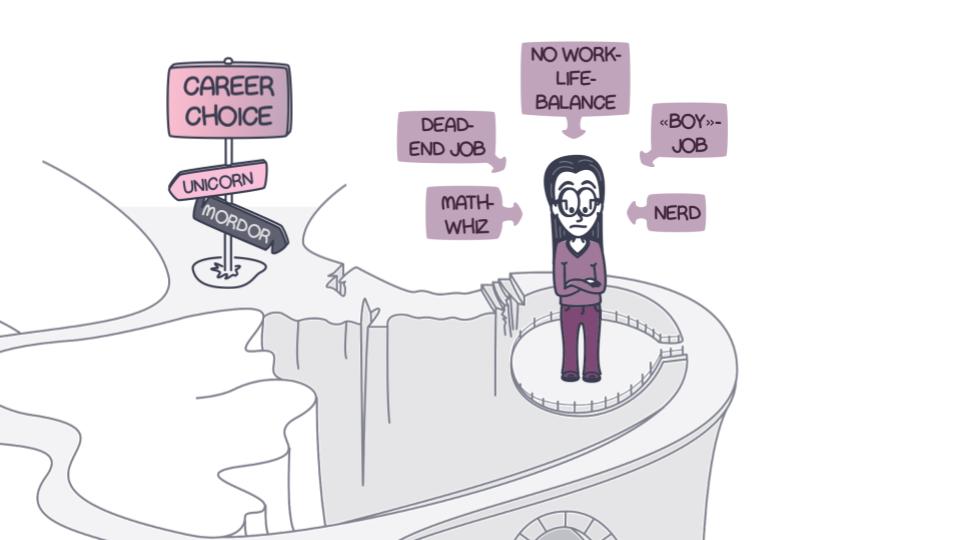 CAREER
CHOICE
UNICORN
MORDOR
NO WORK-
LIFE-
BALANCE
DEAD-
END JOB
«BOY»-
JOB
MATH-
WHIZ
NERD